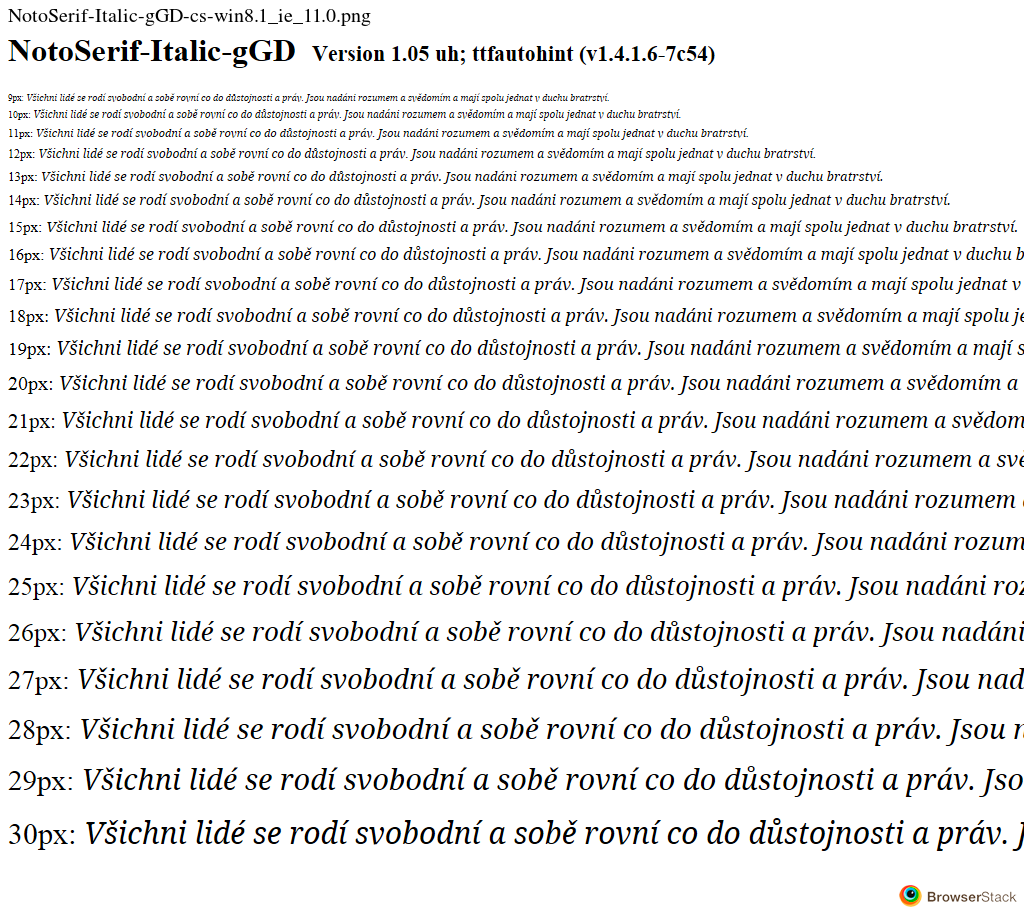 NotoSerif-Italic-gGD-cs-win8.1_ie_11.0.png
NotoSerif-Italic-gGD Version 1.05 uh; ttfautohint (v1.4.1.6-7c54)
9px: Všichni lidé se rodí svobodní a sobě rovní co do důstojnosti a práv. Jsou nadáni rozumem a svědomím a mají spolu jednat v duchu bratrství.
10px: Všichni lidé se rodí svobodní a sobě rovní co do důstojnosti a práv. Jsou nadáni rozumem a svědomím a mají spolu jednat v duchu bratrství.
11px: Všichni lidé se rodí svobodní a sobě rovní co do důstojnosti a práv. Jsou nadáni rozumem a svědomím a mají spolu jednat v duchu bratrství.
12px: Všichni lidé se rodí svobodní a sobě rovní co do důstojnosti a práv. Jsou nadáni rozumem a svědomím a mají spolu jednat v duchu bratrství.
13px: Všichni lidé se rodí svobodní a sobě rovní co do důstojnosti a práv. Jsou nadáni rozumem a svědomím a mají spolu jednat v duchu bratrství.
14px: Všichni lidé se rodí svobodní a sobě rovní co do důstojnosti a práv. Jsou nadáni rozumem a svědomím a mají spolu jednat v duchu bratrství.
15px: Všichni lidé se rodí svobodní a sobě rovní co do důstojnosti a práv. Jsou nadáni rozumem a svědomím a mají spolu jednat v duchu bratrství.
16px: Všichni lidé se rodí svobodní a sobě rovní co do důstojnosti a práv. Jsou nadáni rozumem a svědomím a mají spolu jednat v duchu b
17px: Všichni lidé se rodí svobodní a sobě rovní co do důstojnosti a práv. Jsou nadáni rozumem a svědomím a mají spolu jednat v
18px: Všichni lidé se rodí svobodní a sobě rovní co do důstojnosti a práv. Jsou nadáni rozumem a svědomím a mají spolu je
19px: Všichni lidé se rodí svobodní a sobě rovní co do důstojnosti a práv. Jsou nadáni rozumem a svědomím a mají s
20px: Všichni lidé se rodí svobodní a sobě rovní co do důstojnosti a práv. Jsou nadáni rozumem a svědomím a
21px: Všichni lidé se rodí svobodní a sobě rovní co do důstojnosti a práv. Jsou nadáni rozumem a svědom
22px: Všichni lidé se rodí svobodní a sobě rovní co do důstojnosti a práv. Jsou nadáni rozumem a svě
23px: Všichni lidé se rodí svobodní a sobě rovní co do důstojnosti a práv. Jsou nadáni rozumem
24px: Všichni lidé se rodí svobodní a sobě rovní co do důstojnosti a práv. Jsou nadáni rozum
25px: Všichni lidé se rodí svobodní a sobě rovní co do důstojnosti a práv. Jsou nadáni roz
26px: Všichni lidé se rodí svobodní a sobě rovní co do důstojnosti a práv. Jsou nadáni
27px: Všichni lidé se rodí svobodní a sobě rovní co do důstojnosti a práv. Jsou nad
28px: Všichni lidé se rodí svobodní a sobě rovní co do důstojnosti a práv. Jsou n
29px: Všichni lidé se rodí svobodní a sobě rovní co do důstojnosti a práv. Jso
30px: Všichni lidé se rodí svobodní a sobě rovní co do důstojnosti a práv. J
BrowserStack